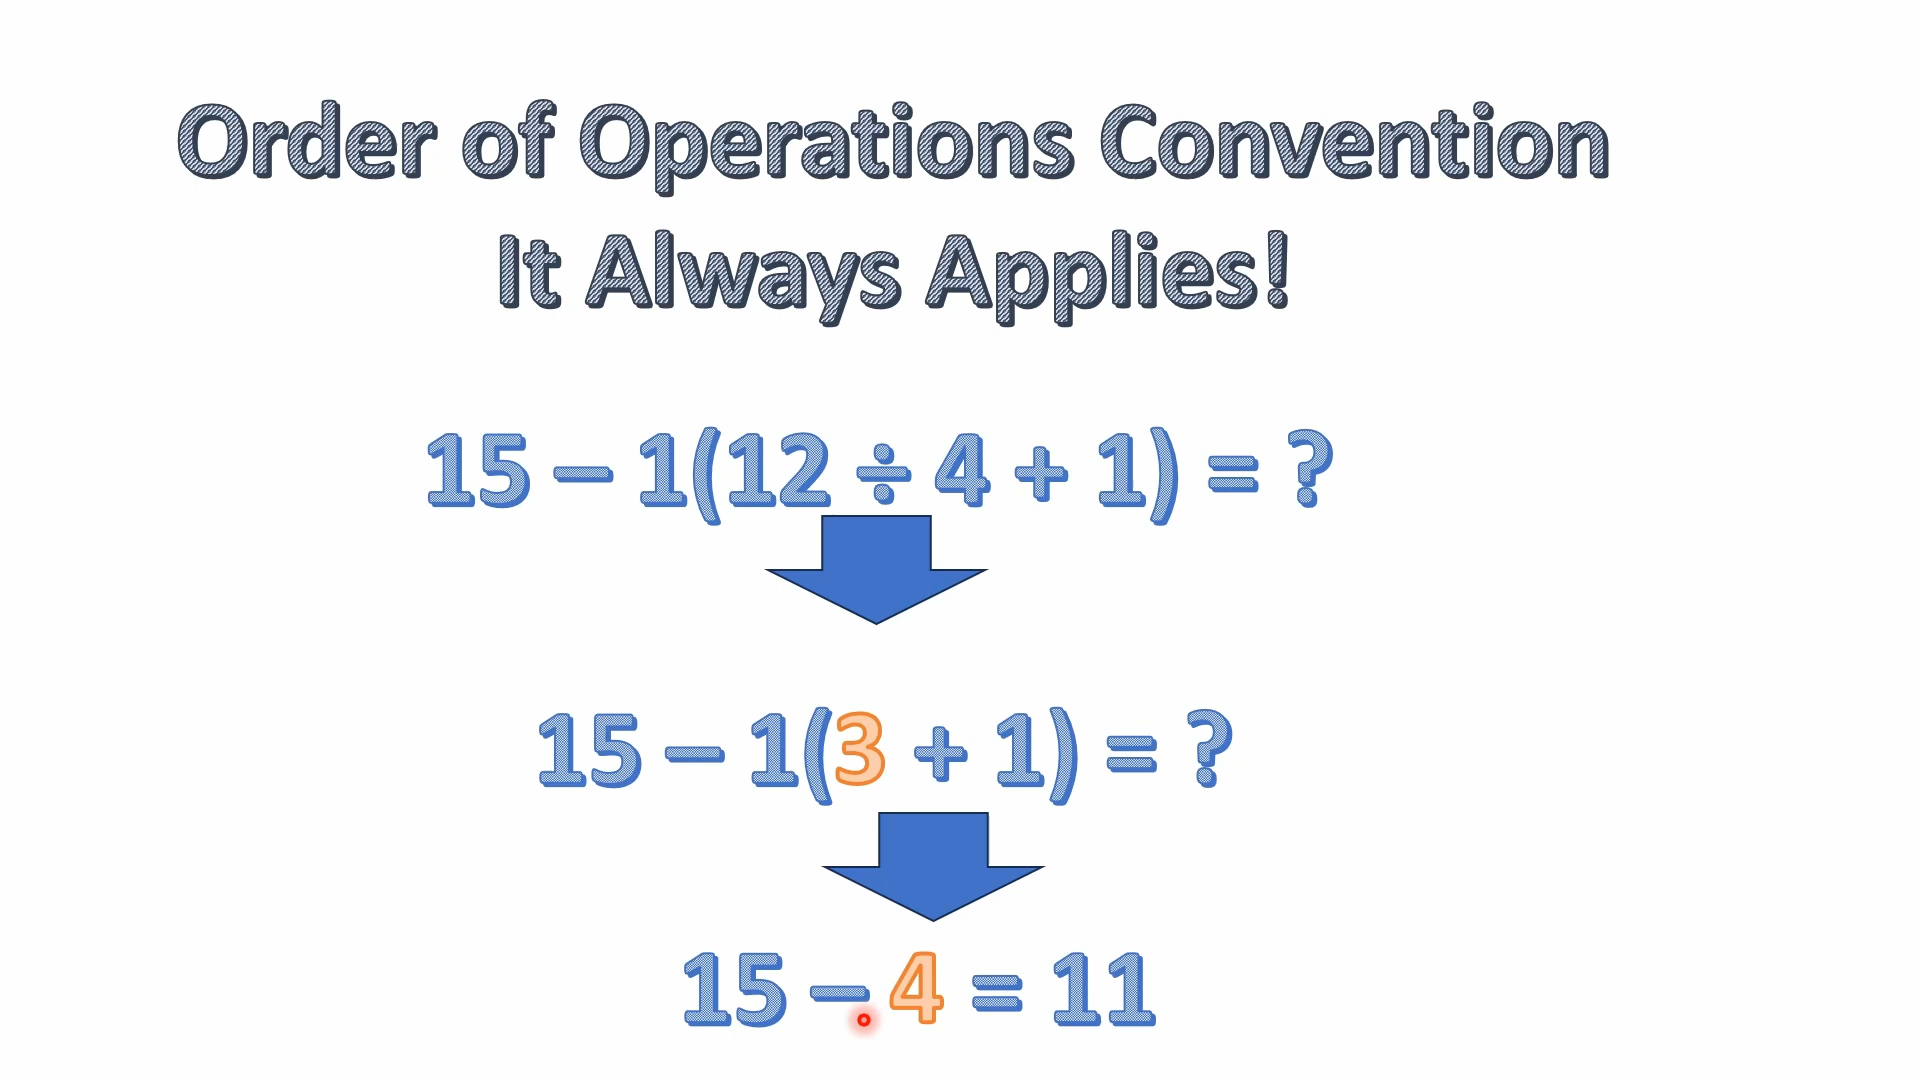 Order of Operations Convention
It Always Applies!
15 – 1(12 ÷ 4 + 1) = ?
15 – 1(3 + 1) = ?
15 – 4 = 11